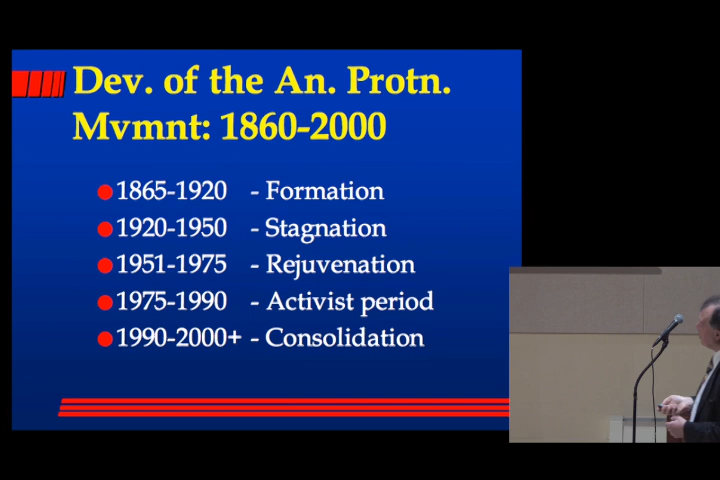 Dev. of the An. Protn.
Mvmnt: 1860-2000
1865-1920 - Formation
1920-1950 - Stagnation
1951-1975 - Rejuvenation
1975-1990 - Activist period
1990-2000+ - Consolidation